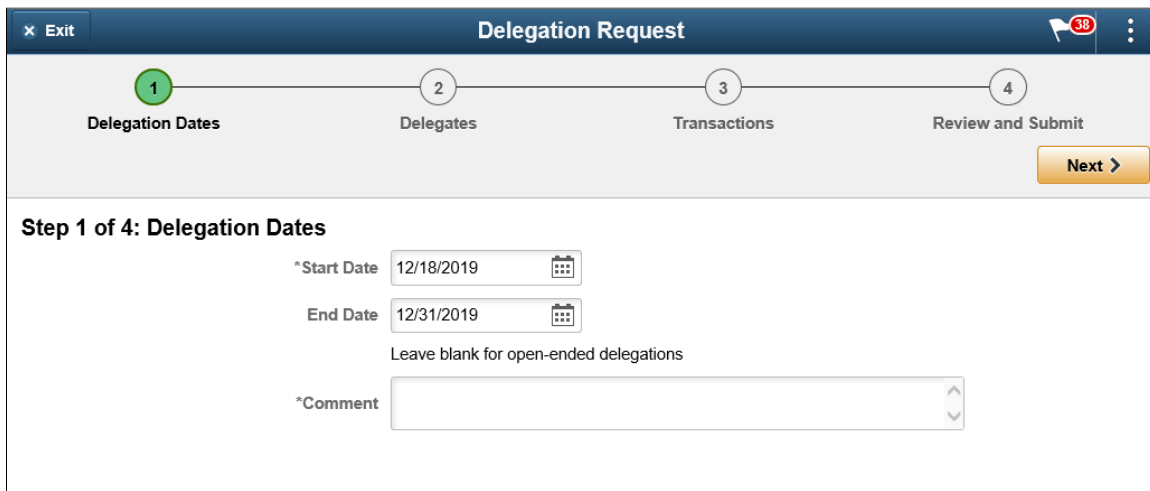 × Exit Delegation Request 38
1 2 3 4
Delegation Dates Delegates Transactions Review and Submit
Next >
Step 1 of 4: Delegation Dates
*Start Date 12/18/2019
End Date 12/31/2019
Leave blank for open-ended delegations
*Comment